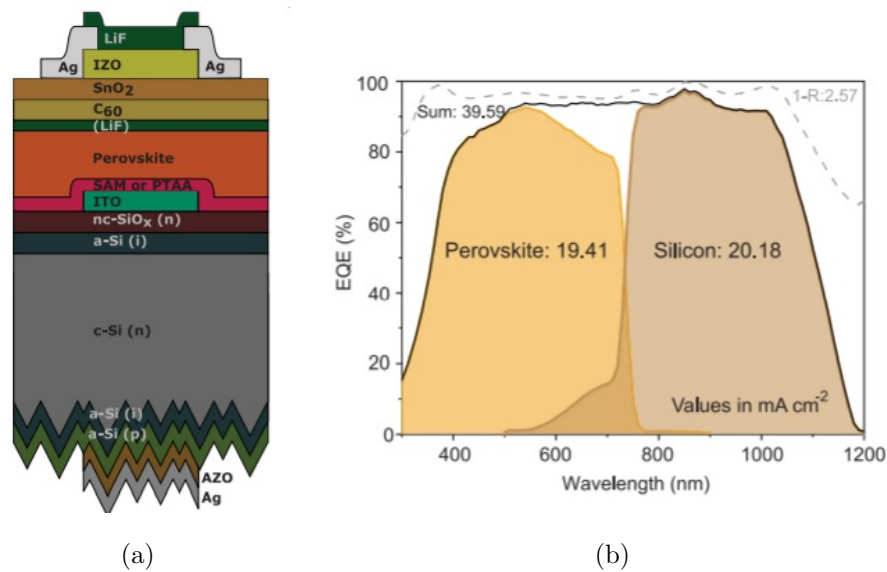 LiF
Ag
IZO
Ag
SnO₂
C₆₀
(LiF)
Perovskite
SAM or PTAA
ITO
nc-SiOₓ (n)
a-Si (i)
c-Si (n)
a-Si (i)
a-Si (p)
AZO
Ag
(a)
100
80
60
40
20
0
EQE (%)
Sum: 39.59
1-R:2.57
Perovskite: 19.41
Silicon: 20.18
Values in mA cm⁻²
400
600
800
1000
1200
Wavelength (nm)
(b)